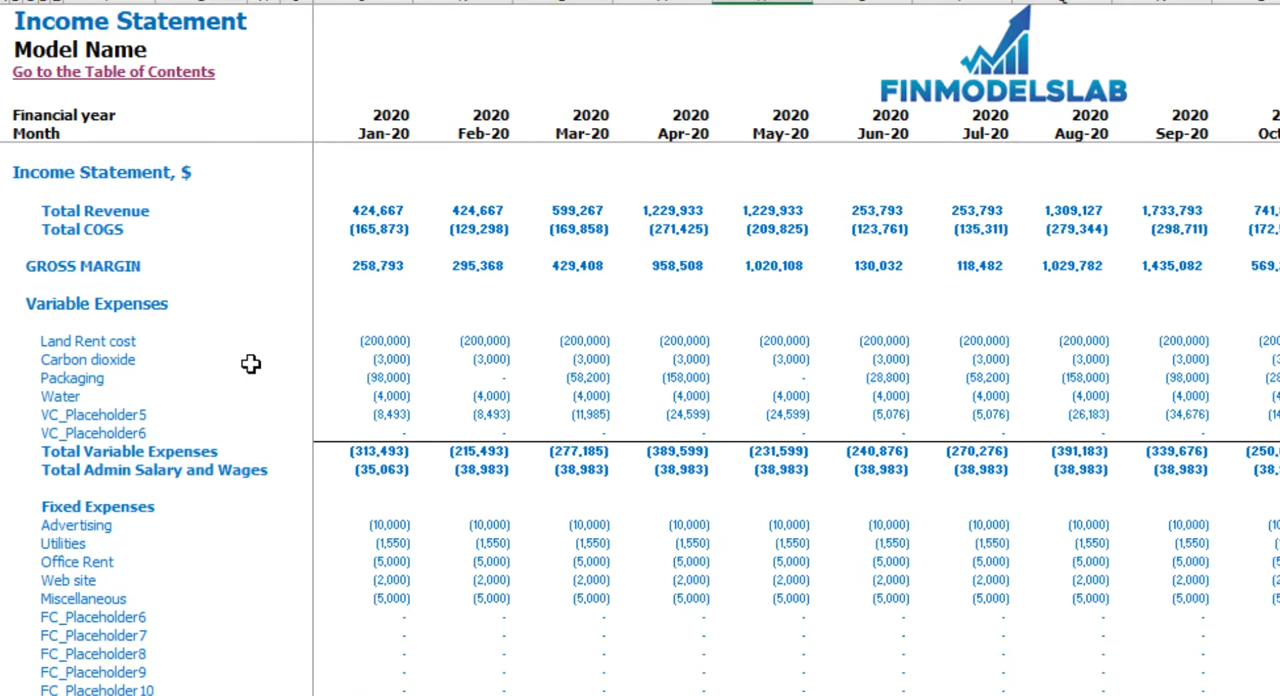 Income Statement
Model Name
Go to the Table of Contents
FINMODELSLAB
Financial year 2020 2020 2020 2020 2020 2020 2020 2020 2020
Month Jan-20 Feb-20 Mar-20 Apr-20 May-20 Jun-20 Jul-20 Aug-20 Sep-20
Income Statement, $
Total Revenue 424,667 424,667 599,267 1,229,933 1,229,933 253,793 253,793 1,309,127 1,733,793
Total COGS (165,873) (129,298) (169,858) (271,425) (209,825) (123,761) (135,311) (279,344) (298,711)
GROSS MARGIN 258,793 295,368 429,408 958,508 1,020,108 130,032 118,482 1,029,782 1,435,082
Variable Expenses
Land Rent cost (200,000) (200,000) (200,000) (200,000) (200,000) (200,000) (200,000) (200,000) (200,000)
Carbon dioxide (3,000) (3,000) (3,000) (3,000) (3,000) (3,000) (3,000) (3,000) (3,000)
Packaging (98,000) - (58,200) (158,000) - (28,800) (58,200) (158,000) (98,000)
Water (4,000) (4,000) (4,000) (4,000) (4,000) (4,000) (4,000) (4,000) (4,000)
VC_Placeholder5 (8,493) (8,493) (11,985) (24,599) (24,599) (5,076) (5,076) (26,183) (34,676)
VC_Placeholder6 - - - - - - - - -
Total Variable Expenses (313,493) (215,493) (277,185) (389,599) (231,599) (240,876) (270,276) (391,183) (339,676)
Total Admin Salary and Wages (35,063) (38,983) (38,983) (38,983) (38,983) (38,983) (38,983) (38,983) (38,983)
Fixed Expenses
Advertising (10,000) (10,000) (10,000) (10,000) (10,000) (10,000) (10,000) (10,000) (10,000)
Utilities (1,550) (1,550) (1,550) (1,550) (1,550) (1,550) (1,550) (1,550) (1,550)
Office Rent (5,000) (5,000) (5,000) (5,000) (5,000) (5,000) (5,000) (5,000) (5,000)
Web site (2,000) (2,000) (2,000) (2,000) (2,000) (2,000) (2,000) (2,000) (2,000)
Miscellaneous (5,000) (5,000) (5,000) (5,000) (5,000) (5,000) (5,000) (5,000) (5,000)
FC_Placeholder6 - - - - - - - - -
FC_Placeholder7 - - - - - - - - -
FC_Placeholder8 - - - - - - - - -
FC_Placeholder9 - - - - - - - - -
FC_Placeholder10 - - - - - - - - -